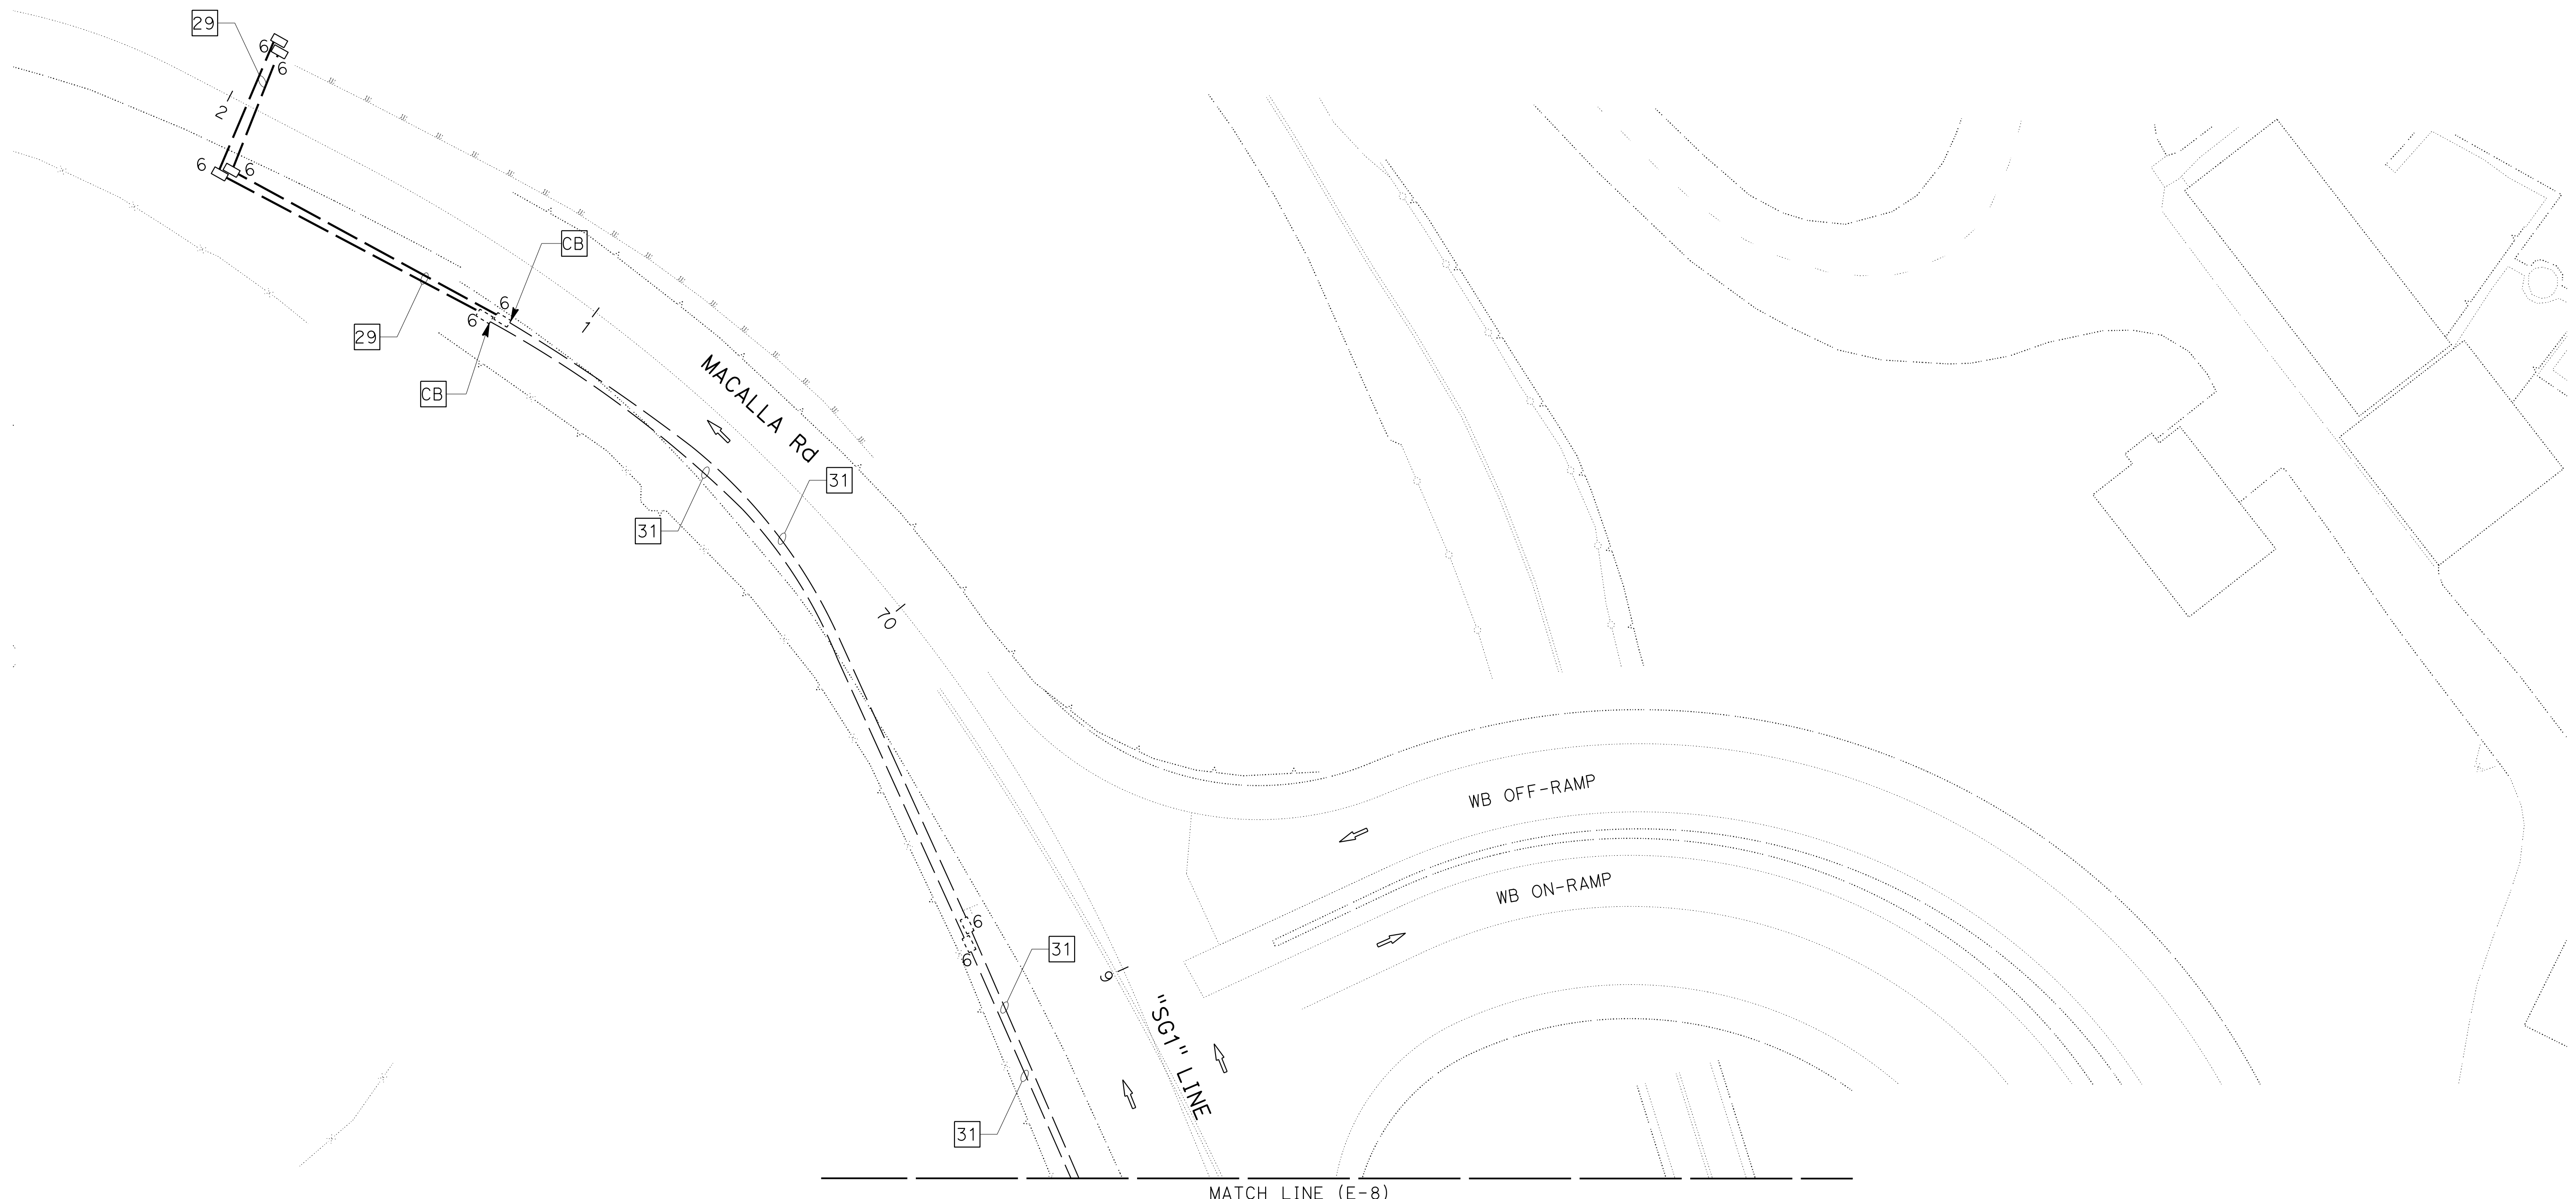 29
6
6
2
6
6
CB
6
6
1
29
CB
MACALLA Rd
31
31
70
WB OFF-RAMP
WB ON-RAMP
6
6
31
9
"SG1" LINE
31
MATCH LINE (E-8)